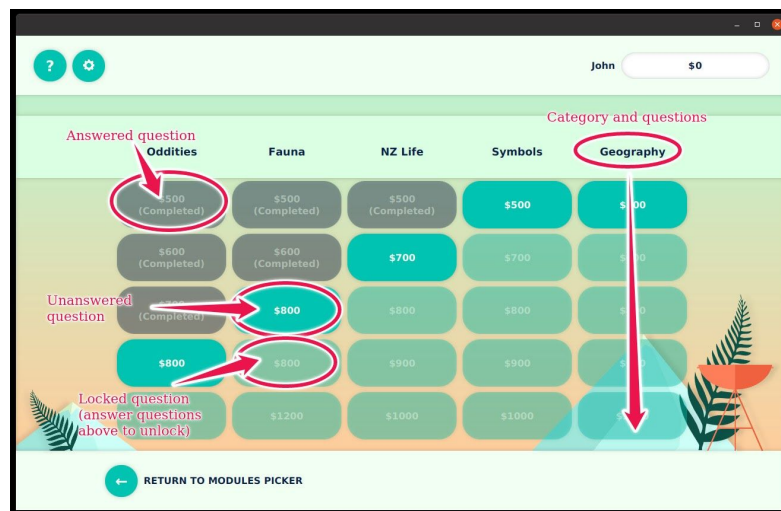 ?
John
$0
Category and questions
Answered question
Oddities
Fauna
NZ Life
Symbols
Geography
$500
(Completed)
$500
(Completed)
$500
(Completed)
$500
$600
(Completed)
$600
(Completed)
$700
$700
Unanswered
question
(Completed)
$800
$800
$800
$800
$800
$900
$900
Locked question
(answer questions
above to unlock)
$1200
$1000
$1000
RETURN TO MODULES PICKER